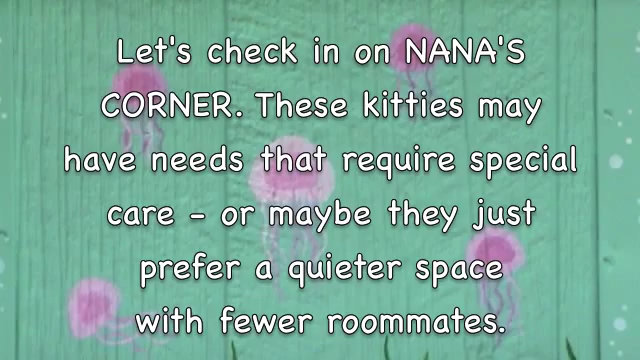 Let's check in on NANA'S
CORNER. These kitties may
have needs that require special
care - or maybe they just
prefer a quieter space
with fewer roommates.